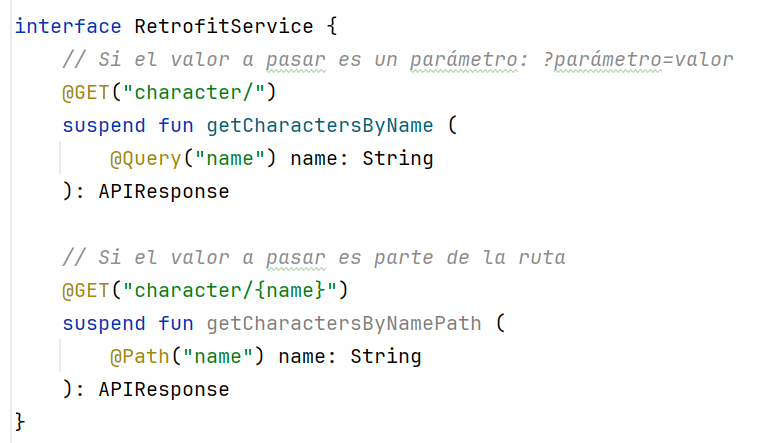 interface RetrofitService {
    // Si el valor a pasar es un parámetro: ?parámetro=valor
    @GET("character/")
    suspend fun getCharactersByName (
        @Query("name") name: String
    ): APIResponse

    // Si el valor a pasar es parte de la ruta
    @GET("character/{name}")
    suspend fun getCharactersByNamePath (
        @Path("name") name: String
    ): APIResponse
}